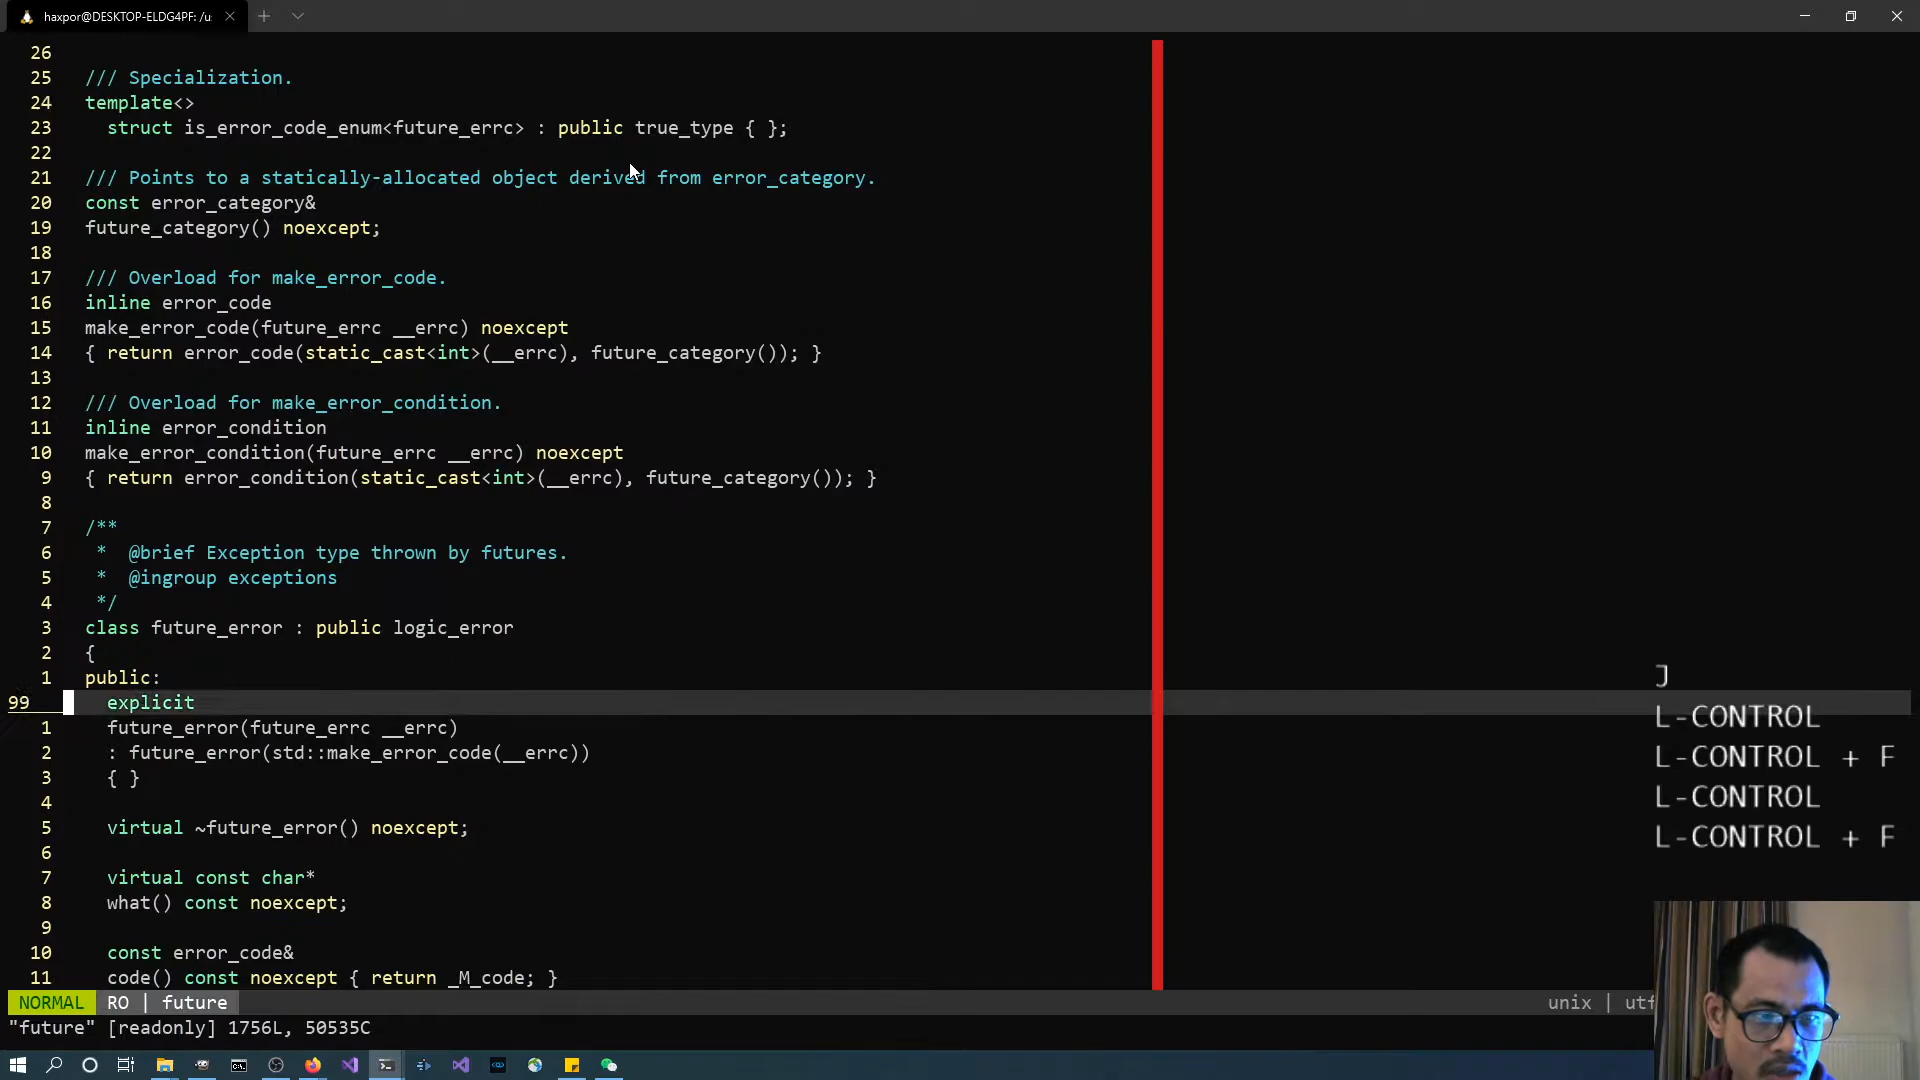 haxpor@DESKTOP-ELDG4PF: /u
26
25 /// Specialization.
24 template<>
23 struct is_error_code_enum<future_errc> : public true_type { };
22
21 /// Points to a statically-allocated object derived from error_category.
20 const error_category&
19 future_category() noexcept;
18
17 /// Overload for make_error_code.
16 inline error_code
15 make_error_code(future_errc __errc) noexcept
14 { return error_code(static_cast<int>(__errc), future_category()); }
13
12 /// Overload for make_error_condition.
11 inline error_condition
10 make_error_condition(future_errc __errc) noexcept
9 { return error_condition(static_cast<int>(__errc), future_category()); }
8
7 /**
6 * @brief Exception type thrown by futures.
5 * @ingroup exceptions
4 */
3 class future_error : public logic_error
2 {
1 public:
99 explicit
1 future_error(future_errc __errc)
2 : future_error(std::make_error_code(__errc))
3 { }
4
5 virtual ~future_error() noexcept;
6
7 virtual const char*
8 what() const noexcept;
9
10 const error_code&
11 code() const noexcept { return _M_code; }
J
L-CONTROL
L-CONTROL + F
L-CONTROL
L-CONTROL + F
NORMAL RO | future unix | utf
"future" [readonly] 1756L, 50535C